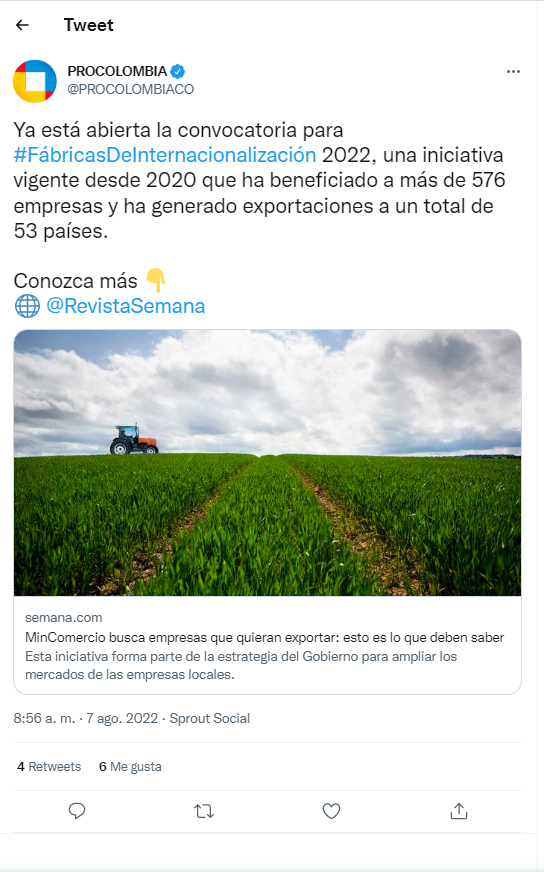 Tweet
PROCOLOMBIA
@PROCOLOMBIACO
Ya está abierta la convocatoria para
#FábricasDeInternacionalización 2022, una iniciativa
vigente desde 2020 que ha beneficiado a más de 576
empresas y ha generado exportaciones a un total de
53 países.
Conozca más 👇
🌐 @RevistaSemana
semana.com
MinComercio busca empresas que quieran exportar: esto es lo que deben saber
Esta iniciativa forma parte de la estrategia del Gobierno para ampliar los
mercados de las empresas locales.
8:56 a. m. · 7 ago. 2022 · Sprout Social
4 Retweets 6 Me gusta